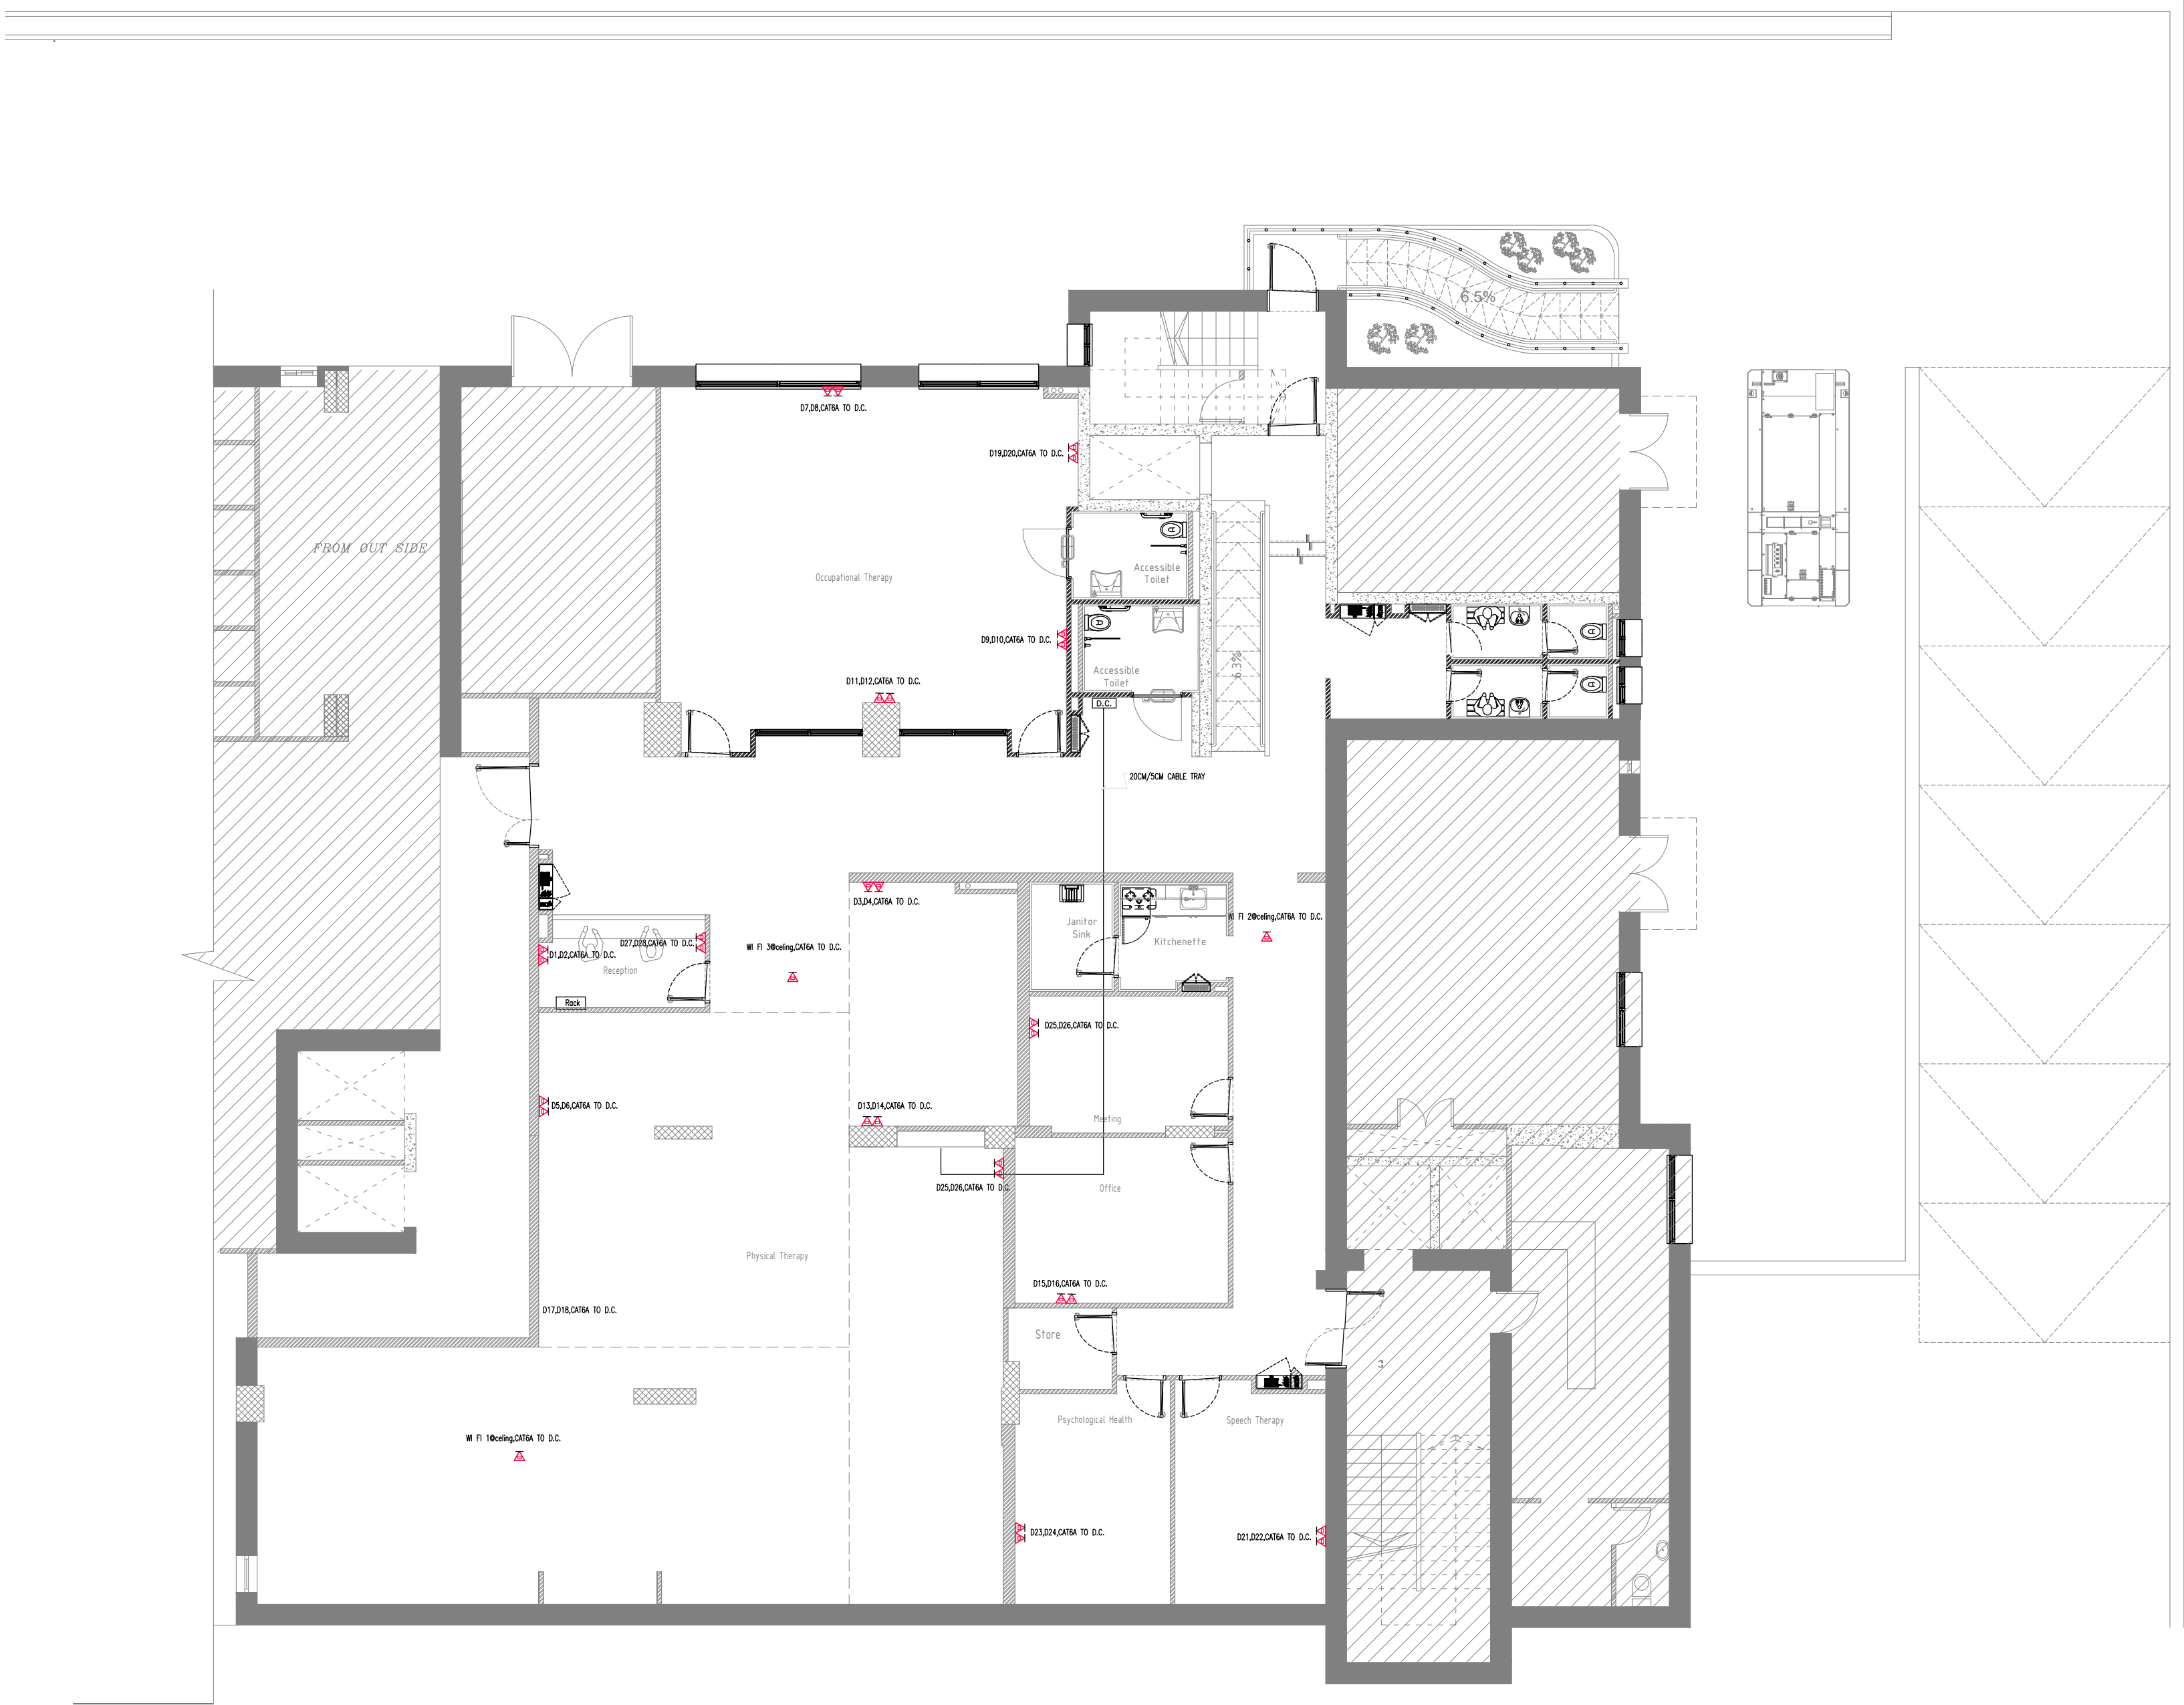 6.5%
D7,D8,CAT6A TO D.C.
D19,D20,CAT6A TO D.C.
FROM OUT SIDE
Occupational Therapy
Accessible
Toilet
D9,D10,CAT6A TO D.C.
Accessible
Toilet
6.3%
D11,D12,CAT6A TO D.C.
D.C.
20CM/5CM CABLE TRAY
D3,D4,CAT6A TO D.C.
Janitor
Sink
WI FI 2@celing,CAT6A TO D.C.
Kitchenette
D27,D28,CAT6A TO D.C.
WI FI 3@celing,CAT6A TO D.C.
D1,D2,CAT6A TO D.C.
Reception
Rack
D25,D26,CAT6A TO D.C.
D5,D6,CAT6A TO D.C.
D13,D14,CAT6A TO D.C.
Meeting
D25,D26,CAT6A TO D.C.
Office
Physical Therapy
D15,D16,CAT6A TO D.C.
D17,D18,CAT6A TO D.C.
Store
Psychological Health
Speech Therapy
WI FI 1@celing,CAT6A TO D.C.
D23,D24,CAT6A TO D.C.
D21,D22,CAT6A TO D.C.